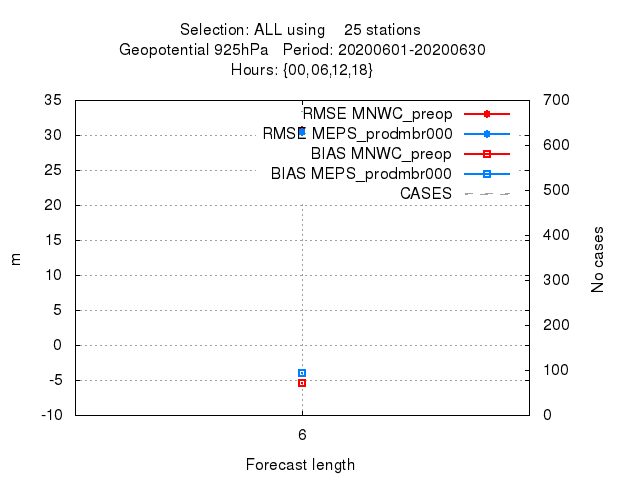 Selection: ALL using 25 stations
Geopotential 925hPa Period: 20200601-20200630
Hours: {00,06,12,18}
35 700
RMSE MNWC_preop
30 RMSE MEPS_prodmbr000 600
BIAS MNWC_preop
25 BIAS MEPS_prodmbr000 500
CASES
20
15 400
m No cases
10 300
5
0 200
-5 100
-10 0
6
Forecast length